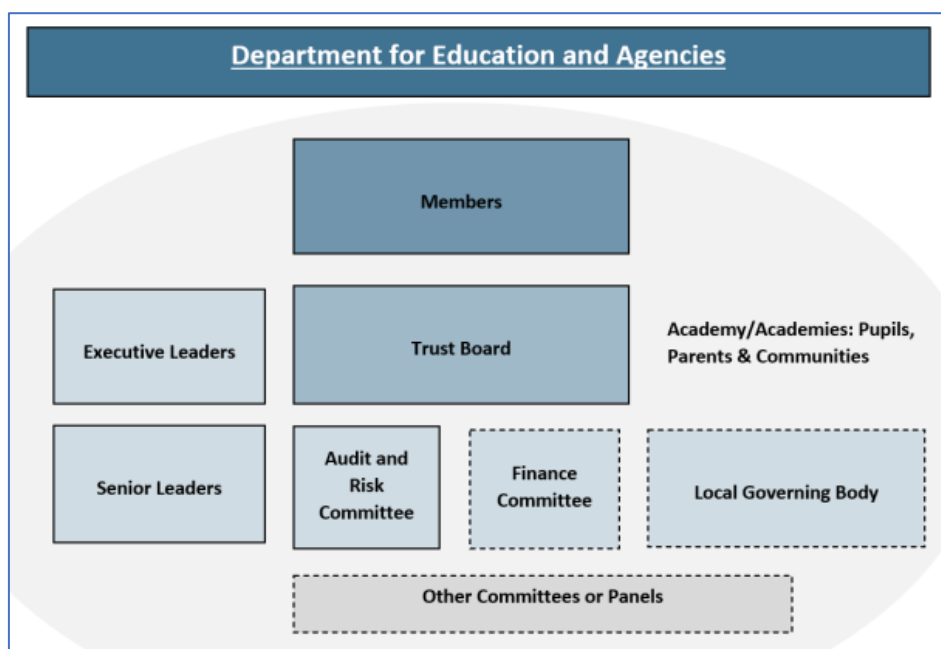 Department for Education and Agencies
Members
Executive Leaders
Trust Board
Academy/Academies: Pupils,
Parents & Communities
Senior Leaders
Audit and
Risk
Committee
Finance
Committee
Local Governing Body
Other Committees or Panels